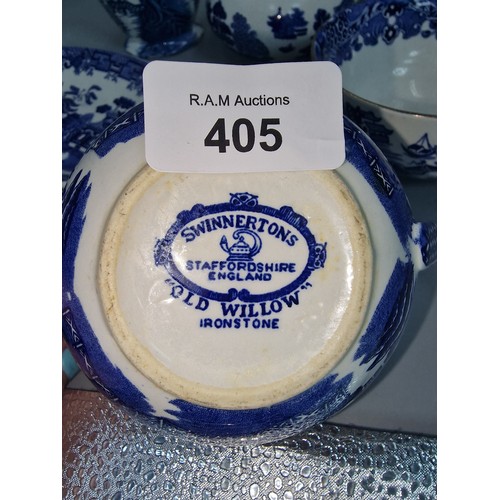 R.A.M Auctions
405
SWINNERTONS
STAFFORDSHIRE
ENGLAND
"OLD WILLOW"
IRONSTONE